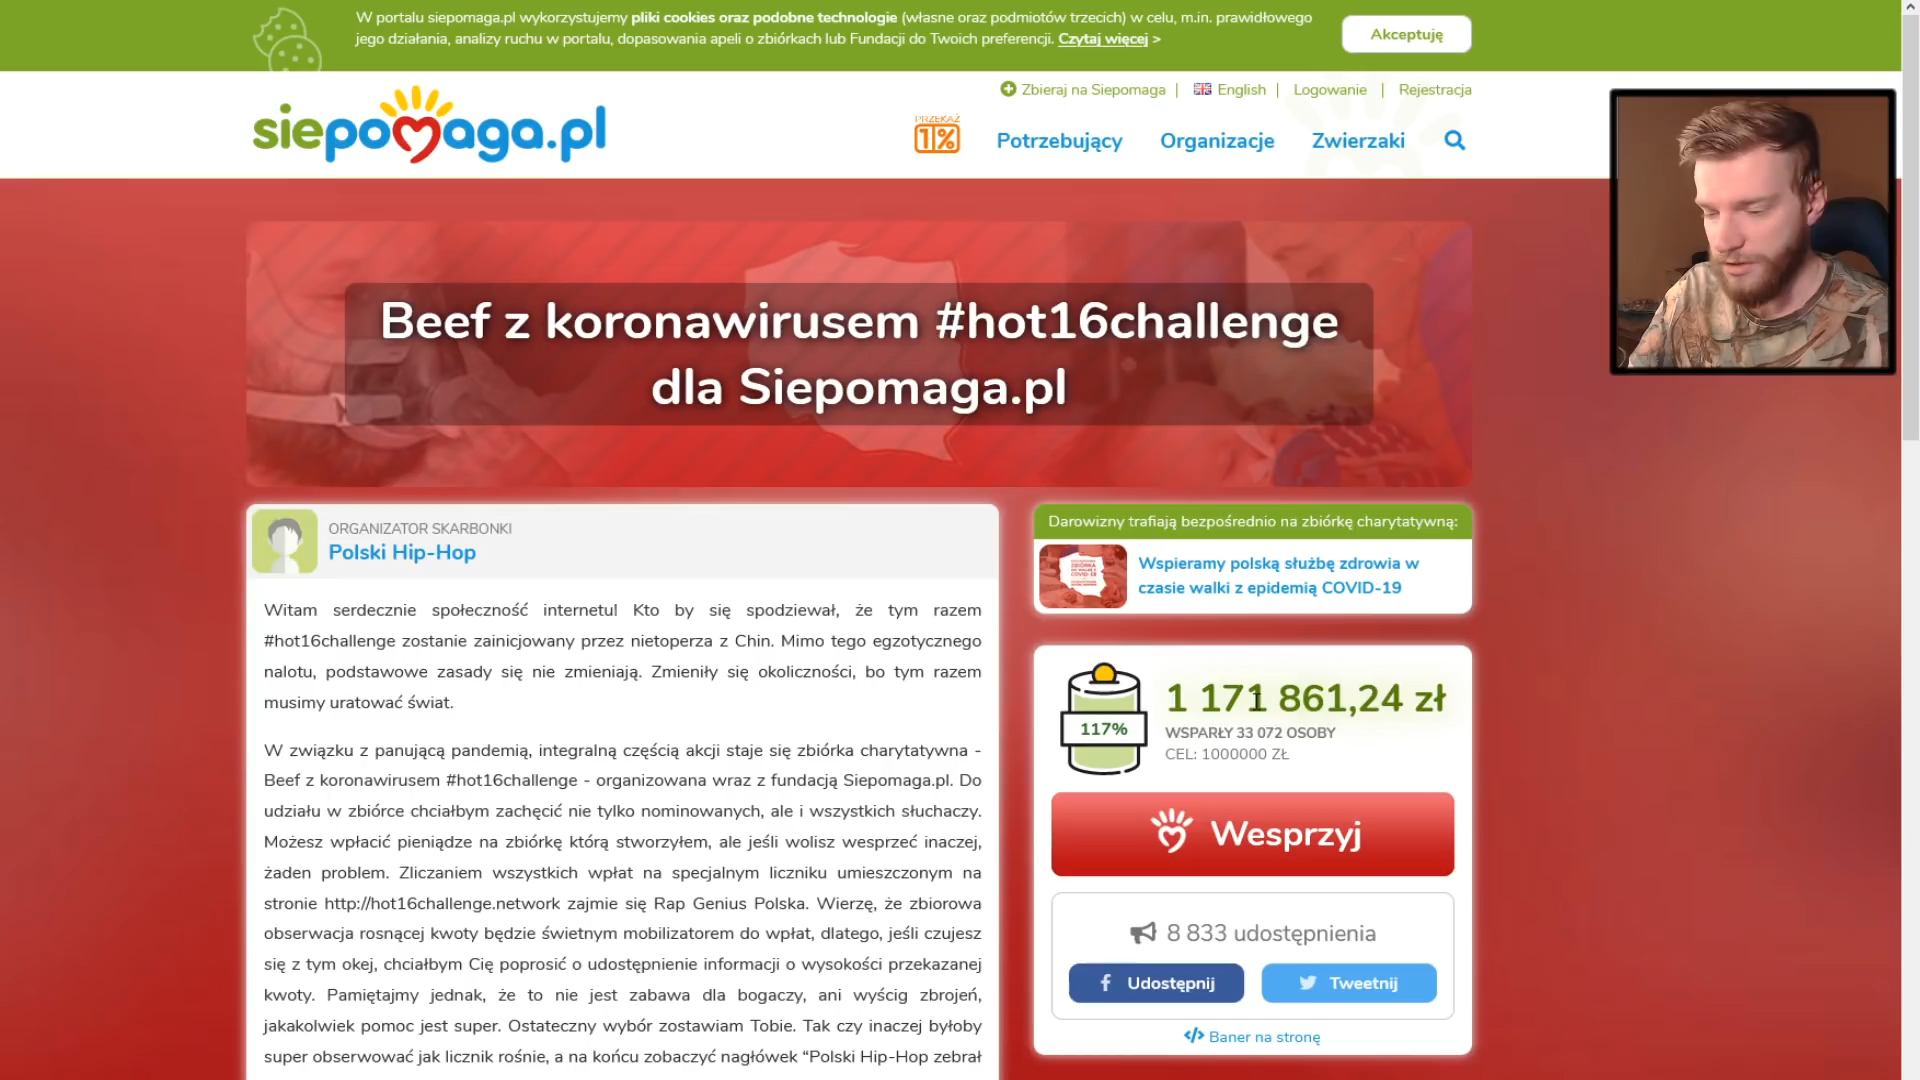 W portalu siepomaga.pl wykorzystujemy pliki cookies oraz podobne technologie (własne oraz podmiotów trzecich) w celu, m.in. prawidłowego
jego działania, analizy ruchu w portalu, dopasowania apeli o zbiórkach lub Fundacji do Twoich preferencji. Czytaj więcej >
Akceptuję
Zbieraj na Siepomaga | English | Logowanie | Rejestracja
siepomaga.pl
PRZEKAŻ
1%
Potrzebujący
Organizacje
Zwierzaki
Beef z koronawirusem #hot16challenge
dla Siepomaga.pl
ORGANIZATOR SKARBONKI
Polski Hip-Hop
Witam serdecznie społeczność internetu! Kto by się spodziewał, że tym razem
#hot16challenge zostanie zainicjowany przez nietoperza z Chin. Mimo tego egzotycznego
nalotu, podstawowe zasady się nie zmieniają. Zmieniły się okoliczności, bo tym razem
musimy uratować świat.
W związku z panującą pandemią, integralną częścią akcji staje się zbiórka charytatywna -
Beef z koronawirusem #hot16challenge - organizowana wraz z fundacją Siepomaga.pl. Do
udziału w zbiórce chciałbym zachęcić nie tylko nominowanych, ale i wszystkich słuchaczy.
Możesz wpłacić pieniądze na zbiórkę którą stworzyłem, ale jeśli wolisz wesprzeć inaczej,
żaden problem. Zliczaniem wszystkich wpłat na specjalnym liczniku umieszczonym na
stronie http://hot16challenge.network zajmie się Rap Genius Polska. Wierzę, że zbiorowa
obserwacja rosnącej kwoty będzie świetnym mobilizatorem do wpłat, dlatego, jeśli czujesz
się z tym okej, chciałbym Cię poprosić o udostępnienie informacji o wysokości przekazanej
kwoty. Pamiętajmy jednak, że to nie jest zabawa dla bogaczy, ani wyścig zbrojeń,
jakakolwiek pomoc jest super. Ostateczny wybór zostawiam Tobie. Tak czy inaczej byłoby
super obserwować jak licznik rośnie, a na końcu zobaczyć nagłówek “Polski Hip-Hop zebrał
Darowizny trafiają bezpośrednio na zbiórkę charytatywną:
Wspieramy polską służbę zdrowia w
czasie walki z epidemią COVID-19
117%
1 171 861,24 zł
WSPARŁY 33 072 OSOBY
CEL: 1000000 ZŁ
Wesprzyj
8 833 udostępnienia
Udostępnij
Tweetnij
Baner na stronę